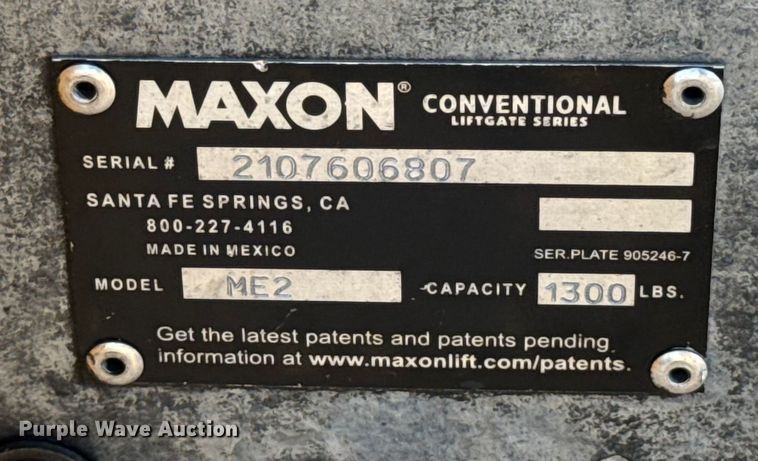 MAXON® CONVENTIONAL
LIFTGATE SERIES
SERIAL # 2107606807
SANTA FE SPRINGS, CA
800-227-4116
MADE IN MEXICO
SER.PLATE 905246-7
MODEL ME2 CAPACITY 1300 LBS.
Get the latest patents and patents pending
information at www.maxonlift.com/patents.
Purple Wave Auction